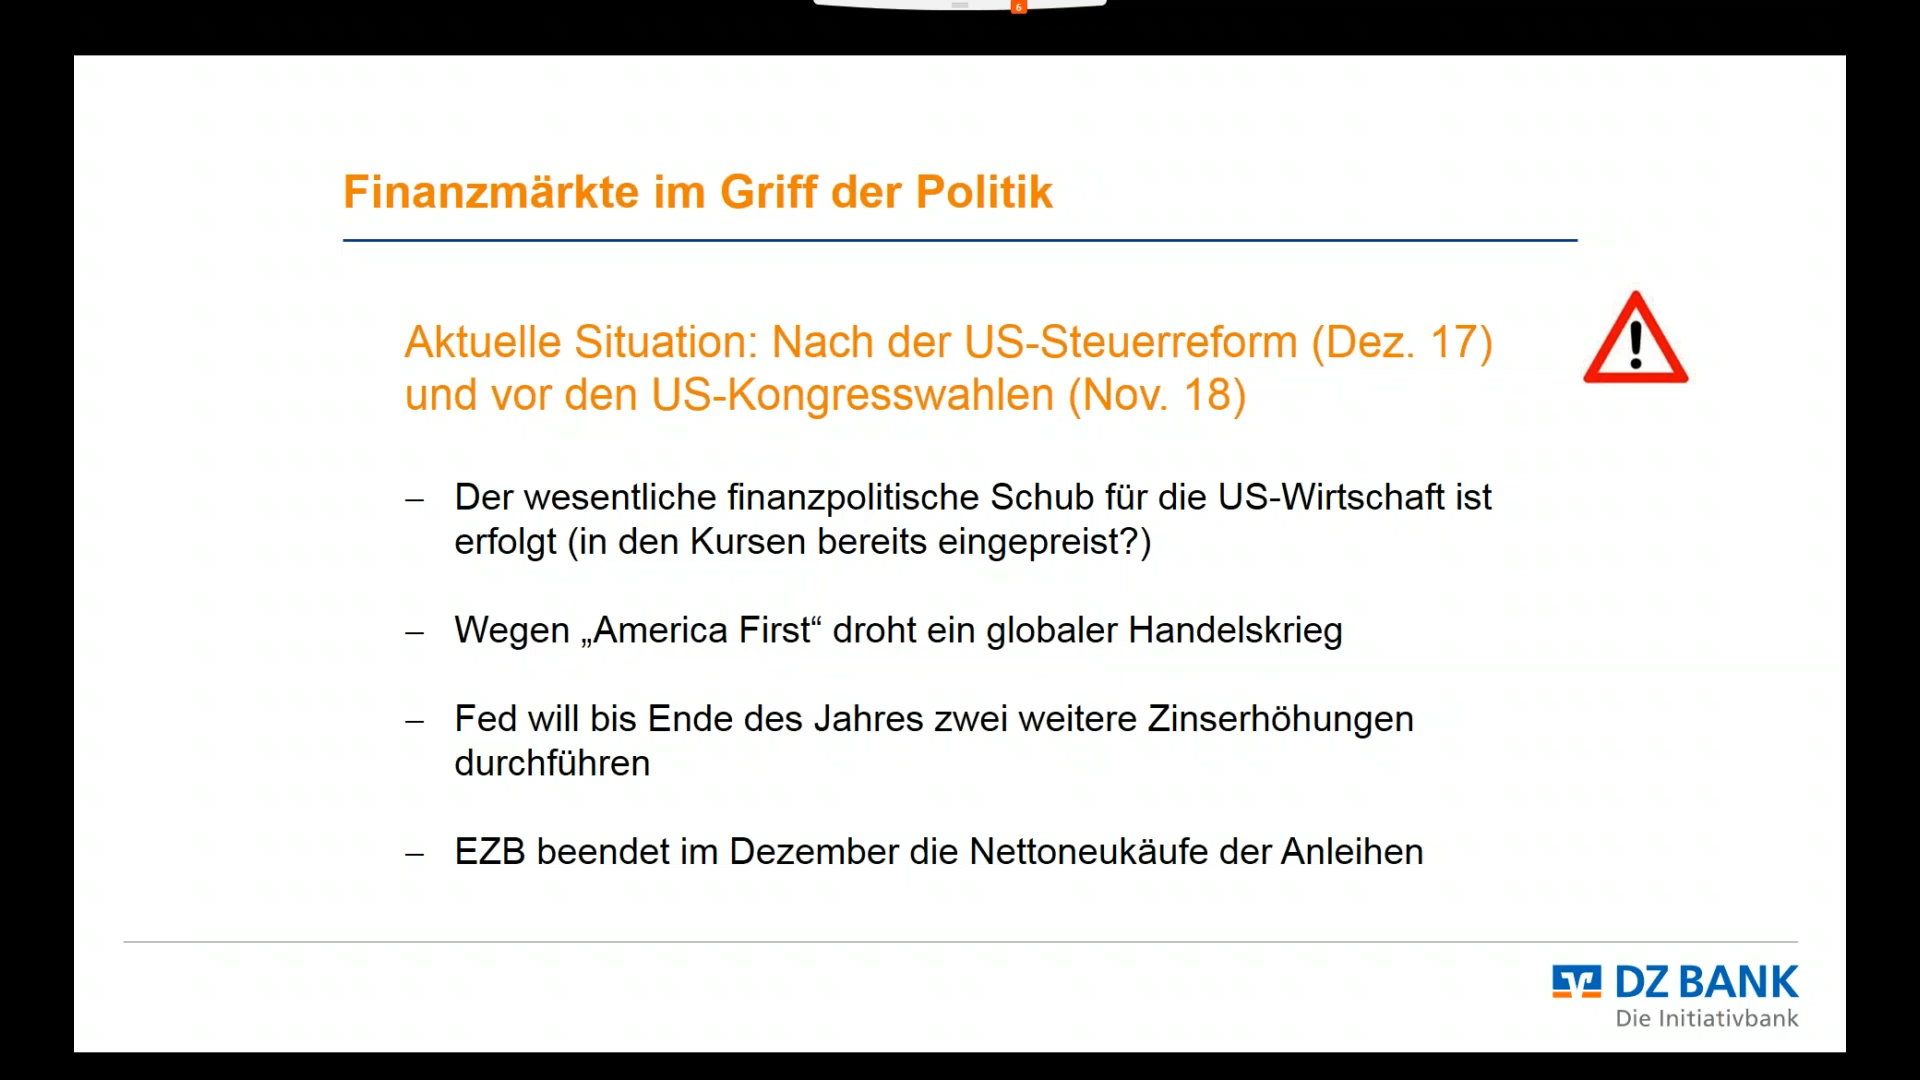 6
Finanzmärkte im Griff der Politik
Aktuelle Situation: Nach der US-Steuerreform (Dez. 17)
und vor den US-Kongresswahlen (Nov. 18)
– Der wesentliche finanzpolitische Schub für die US-Wirtschaft ist
erfolgt (in den Kursen bereits eingepreist?)
– Wegen „America First“ droht ein globaler Handelskrieg
– Fed will bis Ende des Jahres zwei weitere Zinserhöhungen
durchführen
– EZB beendet im Dezember die Nettoneukäufe der Anleihen
DZ BANK
Die Initiativbank